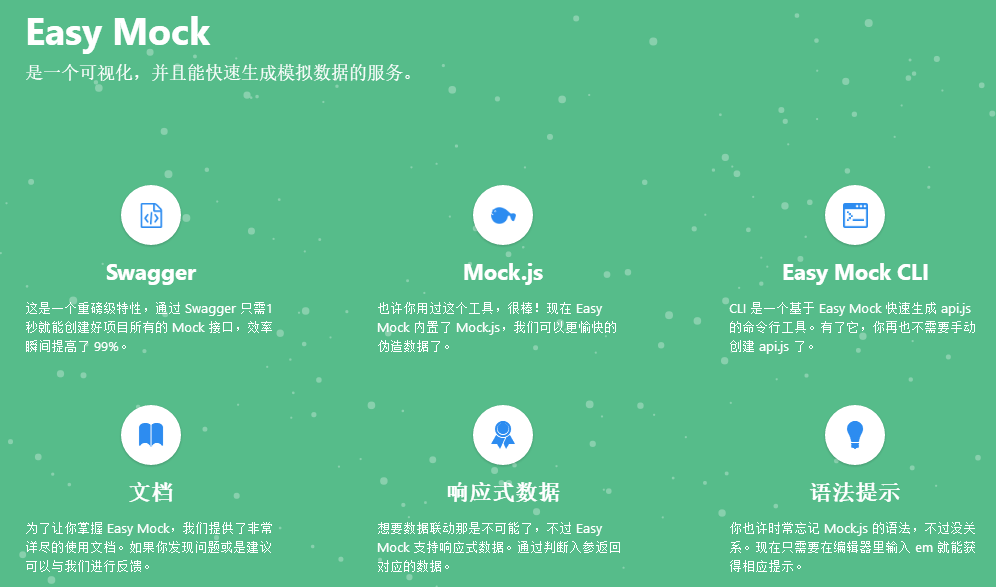 Easy Mock
是一个可视化，并且能快速生成模拟数据的服务。
Swagger
这是一个重磅级特性，通过 Swagger 只需1
秒就能创建好项目所有的 Mock 接口，效率
瞬间提高了 99%。
Mock.js
也许你用过这个工具，很棒！现在 Easy
Mock 内置了 Mock.js，我们可以更愉快的
伪造数据了。
Easy Mock CLI
CLI 是一个基于 Easy Mock 快速生成 api.js
的命令行工具。有了它，你再也不需要手动
创建 api.js 了。
文档
为了让你掌握 Easy Mock，我们提供了非常
详尽的使用文档。如果你发现问题或是建议
可以与我们进行反馈。
响应式数据
想要数据联动那是不可能了，不过 Easy
Mock 支持响应式数据。通过判断入参返回
对应的数据。
语法提示
你也许时常忘记 Mock.js 的语法，不过没关
系。现在只需要在编辑器里输入 em 就能获
得相应提示。